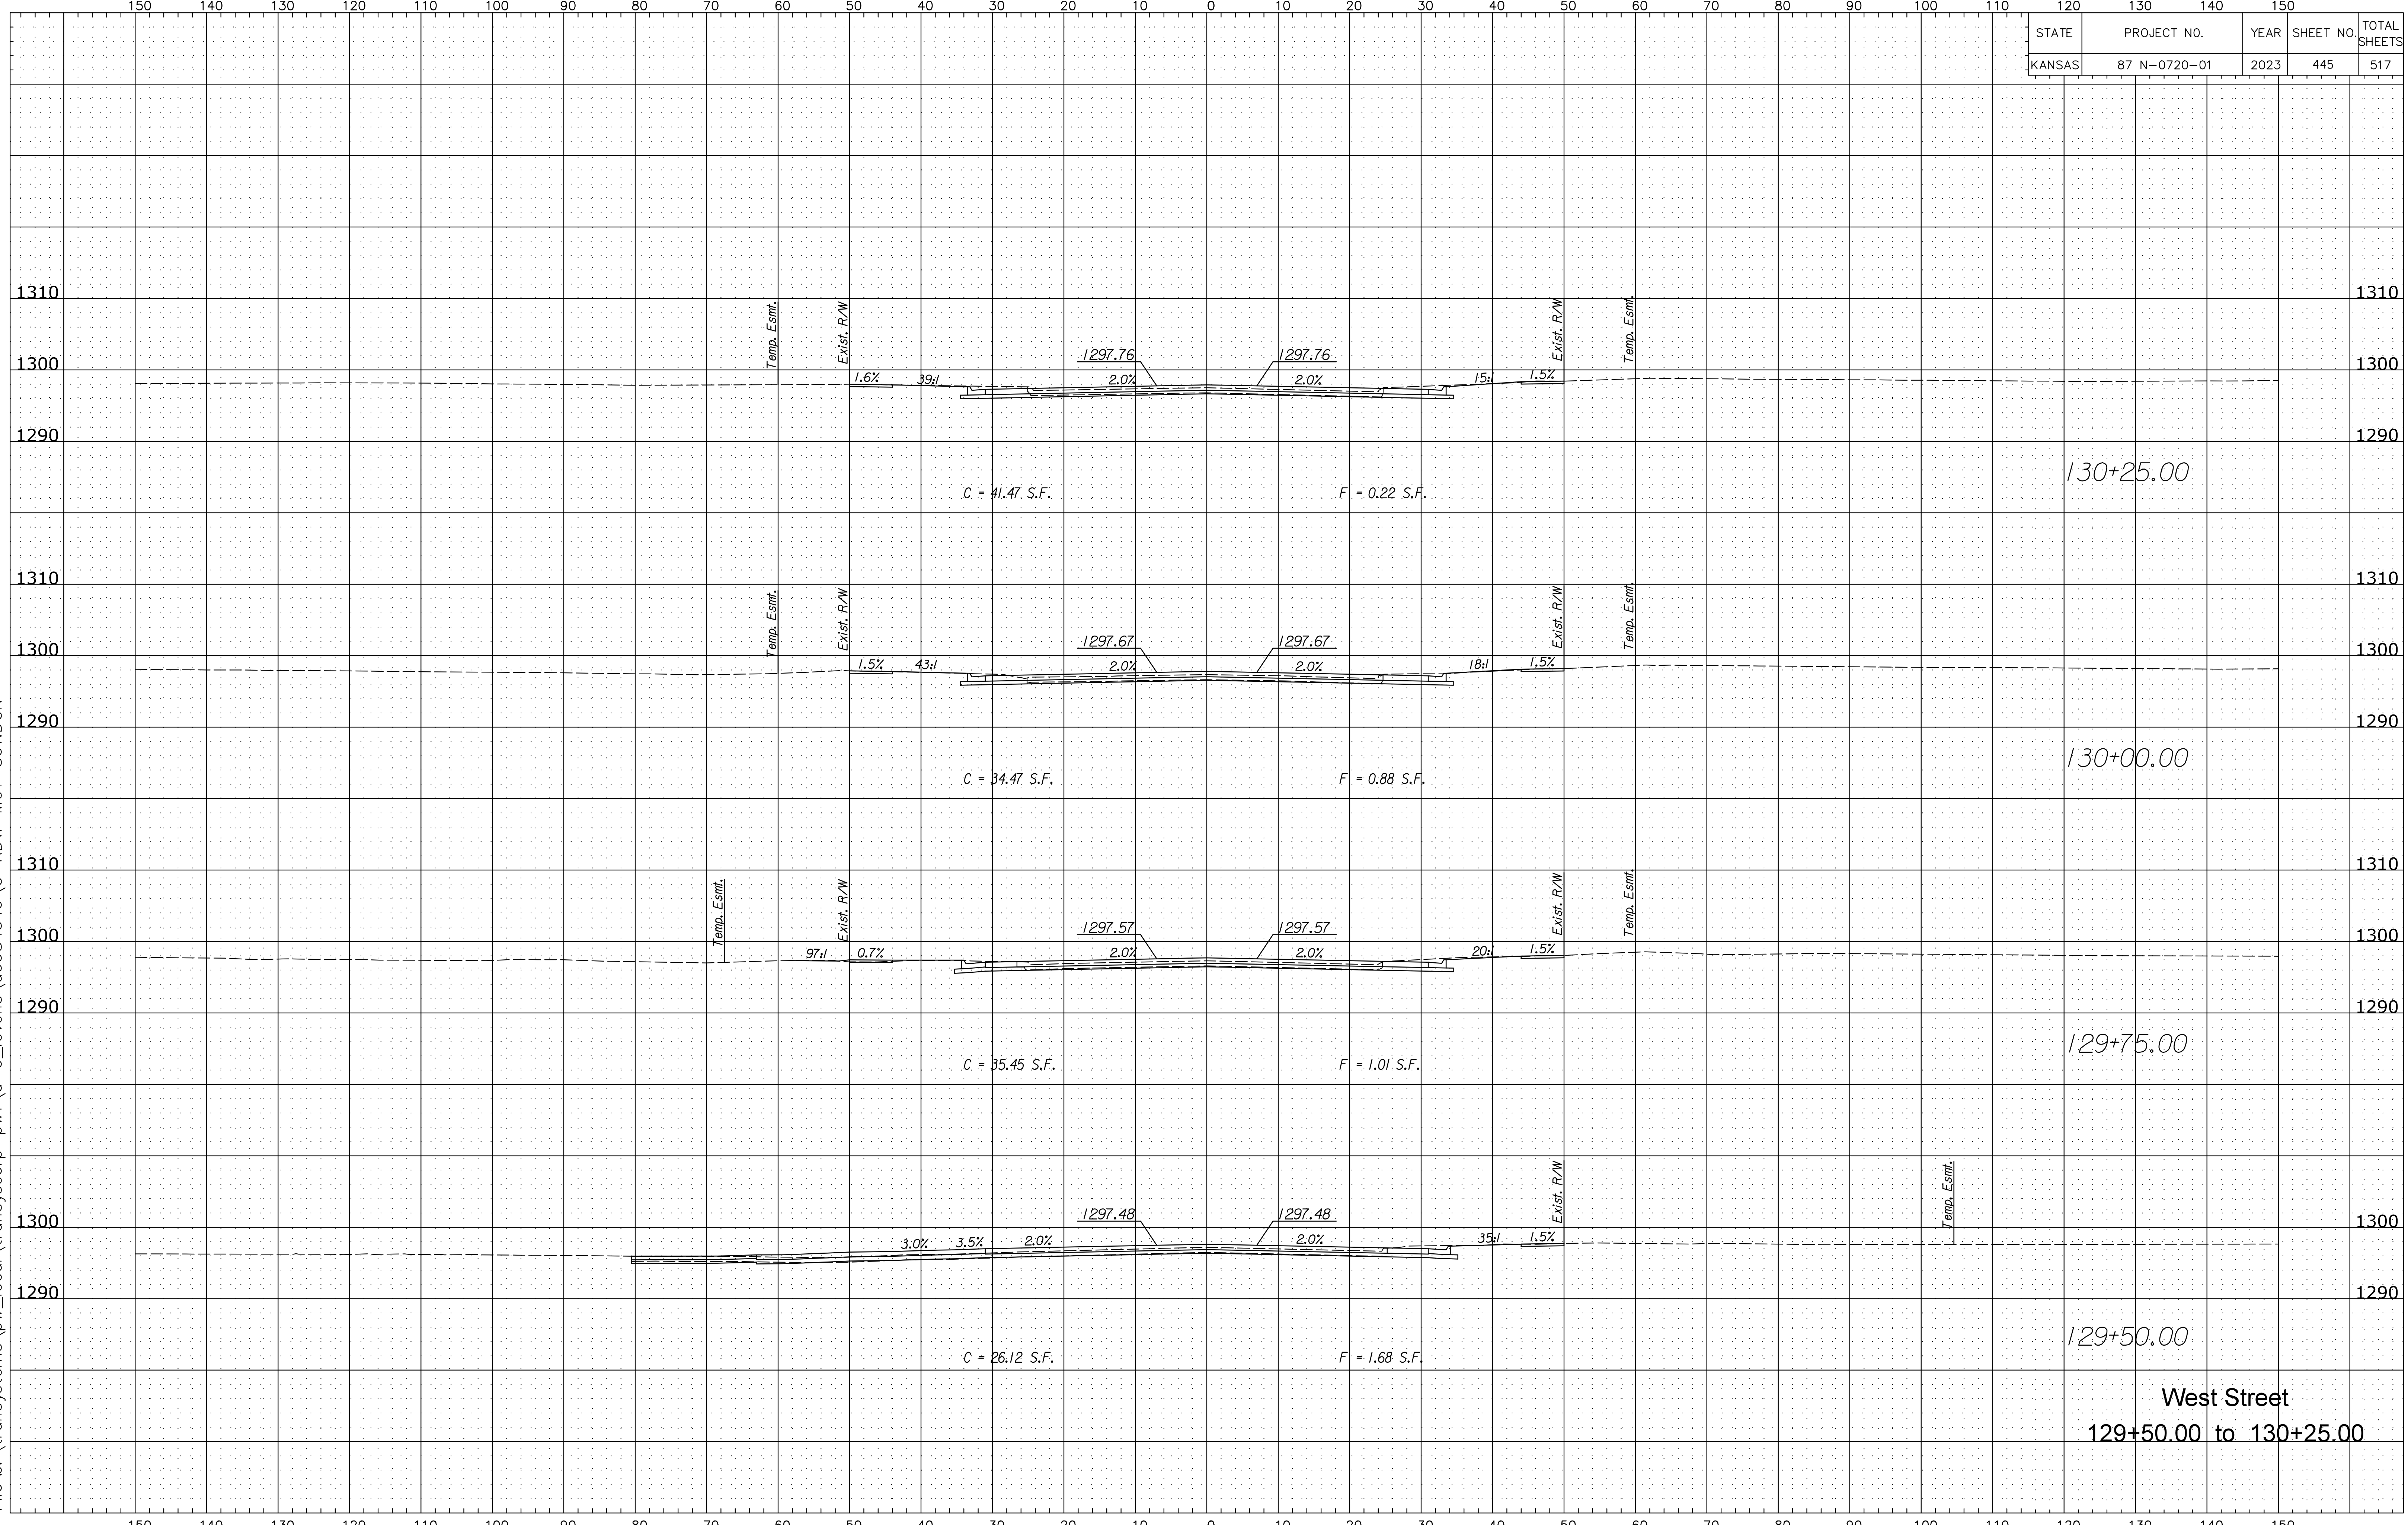 150 140 130 120 110 100 90 80 70 60 50 40 30 20 10 0 10 20 30 40 50 60 70 80 90 100 110 120 130 140 150
STATE PROJECT NO. YEAR SHEET NO. TOTAL SHEETS
KANSAS 87 N-0720-01 2023 445 517
1310 1310
Temp. Esmt. Exist. R/W Exist. R/W Temp. Esmt.
1297.76 1297.76
1300 1300
1.6% 39:1 2.0% 2.0% 15:1 1.5%
1290 1290
130+25.00
C = 41.47 S.F. F = 0.22 S.F.
1310 1310
Temp. Esmt. Exist. R/W Exist. R/W Temp. Esmt.
1297.67 1297.67
1300 1300
1.5% 43:1 2.0% 2.0% 18:1 1.5%
1290 1290
130+00.00
C = 34.47 S.F. F = 0.88 S.F.
1310 1310
Temp. Esmt. Exist. R/W Exist. R/W Temp. Esmt.
1297.57 1297.57
1300 1300
97:1 0.7% 2.0% 2.0% 20:1 1.5%
1290 1290
129+75.00
C = 35.45 S.F. F = 1.01 S.F.
Exist. R/W Temp. Esmt.
1297.48 1297.48
1300 1300
3.0% 3.5% 2.0% 2.0% 35:1 1.5%
1290 1290
129+50.00
C = 26.12 S.F. F = 1.68 S.F.
West Street
129+50.00 to 130+25.00
150 140 130 120 110 100 90 80 70 60 50 40 30 20 10 0 10 20 30 40 50 60 70 80 90 100 110 120 130 140 150